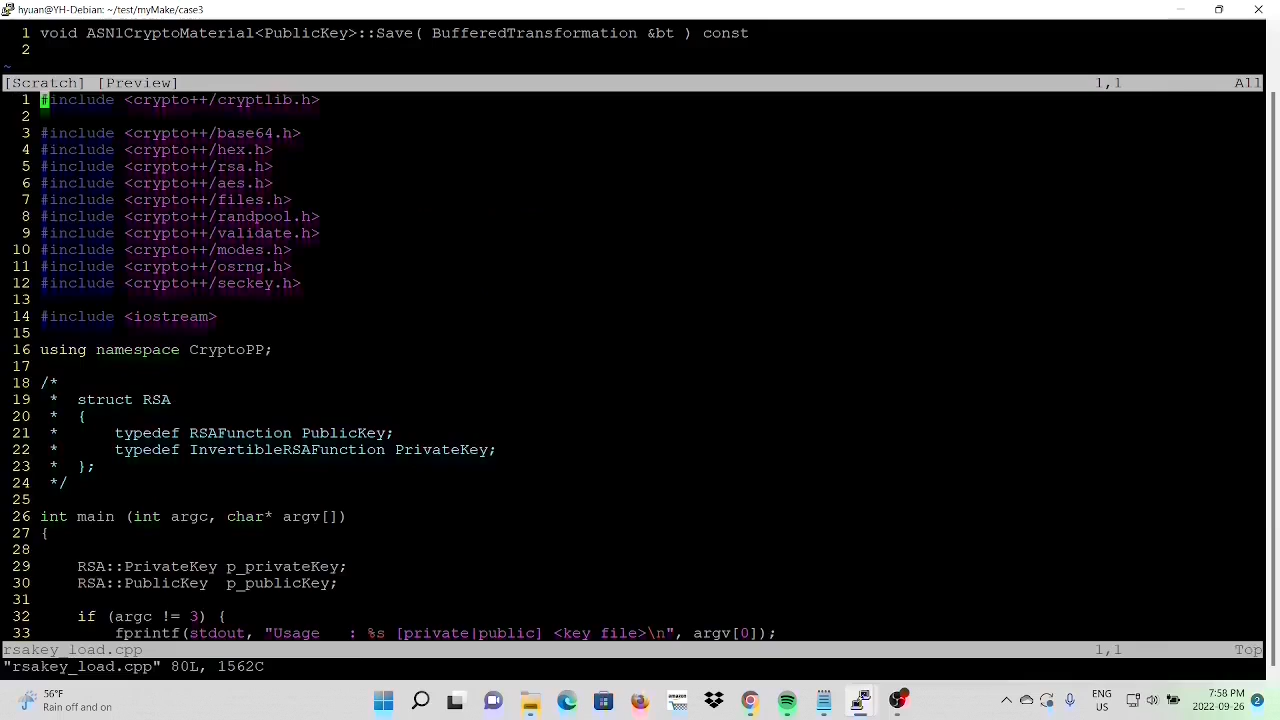 hyuan@YH-Debian: ~/test/myMake/case3
1 void ASN1CryptoMaterial<PublicKey>::Save( BufferedTransformation &bt ) const
2
~
[Scratch] [Preview] 1,1 All
1 #include <crypto++/cryptlib.h>
2
3 #include <crypto++/base64.h>
4 #include <crypto++/hex.h>
5 #include <crypto++/rsa.h>
6 #include <crypto++/aes.h>
7 #include <crypto++/files.h>
8 #include <crypto++/randpool.h>
9 #include <crypto++/validate.h>
10 #include <crypto++/modes.h>
11 #include <crypto++/osrng.h>
12 #include <crypto++/seckey.h>
13
14 #include <iostream>
15
16 using namespace CryptoPP;
17
18 /*
19 * struct RSA
20 * {
21 * typedef RSAFunction PublicKey;
22 * typedef InvertibleRSAFunction PrivateKey;
23 * };
24 */
25
26 int main (int argc, char* argv[])
27 {
28
29 RSA::PrivateKey p_privateKey;
30 RSA::PublicKey p_publicKey;
31
32 if (argc != 3) {
33 fprintf(stdout, "Usage : %s [private|public] <key file>\n", argv[0]);
rsakey_load.cpp 1,1 Top
"rsakey_load.cpp" 80L, 1562C
56°F
Rain off and on
amazon
ENG
US
7:58 PM
2022-09-26
2